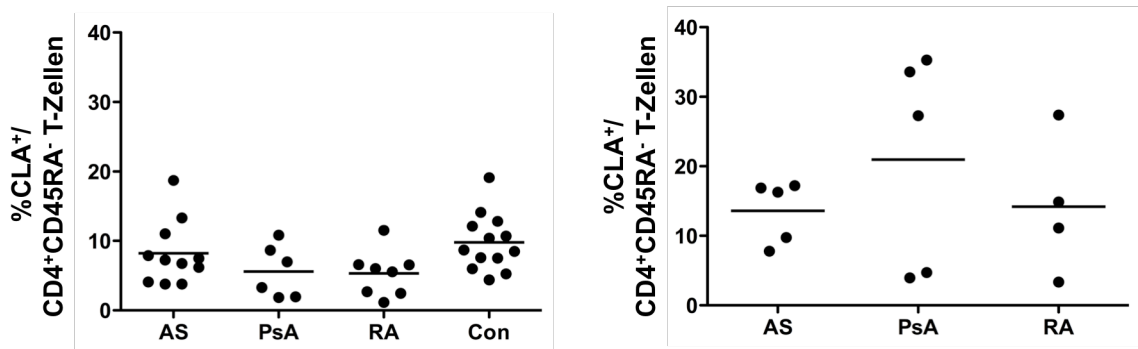 %CLA⁺/
CD4⁺CD45RA⁻ T-Zellen
40
30
20
10
0
AS PsA RA Con
%CLA⁺/
CD4⁺CD45RA⁻ T-Zellen
40
30
20
10
0
AS PsA RA